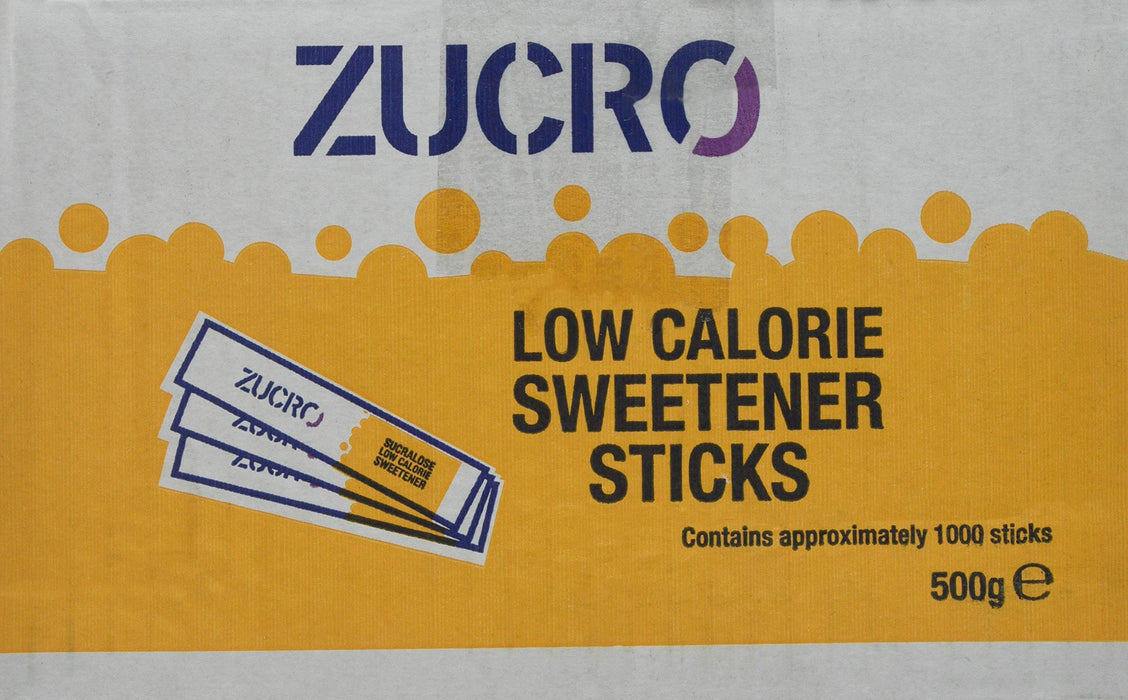 ZUCRO
LOW CALORIE
SWEETENER
STICKS
ZUCRO
SUCRALOSE
LOW CALORIE
SWEETENER
Contains approximately 1000 sticks
500g ℮